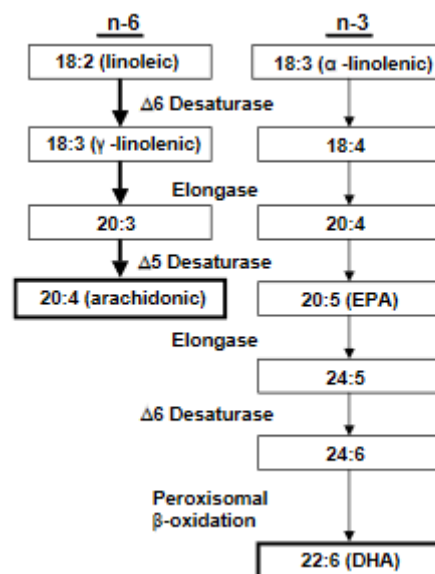 n-6 n-3
18:2 (linoleic) 18:3 (α -linolenic)
Δ6 Desaturase
18:3 (γ -linolenic) 18:4
Elongase
20:3 20:4
Δ5 Desaturase
20:4 (arachidonic) 20:5 (EPA)
Elongase
24:5
Δ6 Desaturase
24:6
Peroxisomal
β-oxidation
22:6 (DHA)